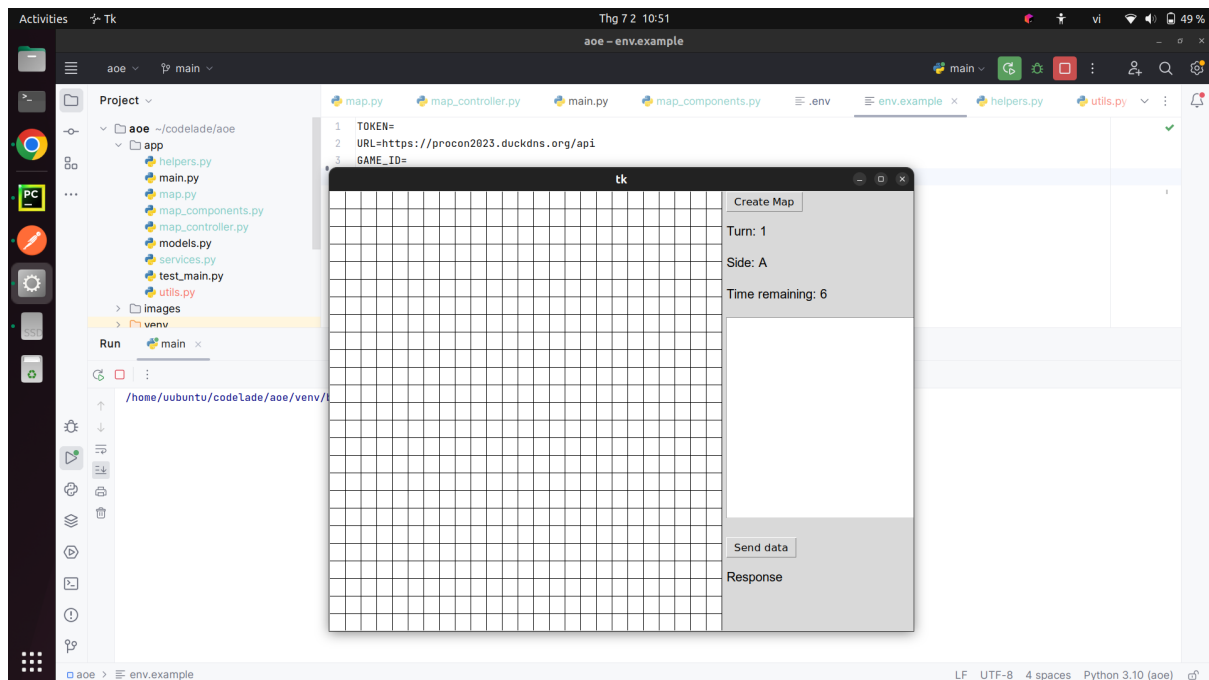 Activities Tk Thg 7 2 10:51 vi 49 %
aoe – env.example
aoe main main
Project map.py map_controller.py main.py map_components.py .env env.example helpers.py utils.py
aoe ~/codelade/aoe
app
helpers.py
main.py
map.py
map_components.py
map_controller.py
models.py
services.py
test_main.py
utils.py
images
venv
1 TOKEN=
2 URL=https://procon2023.duckdns.org/api
3 GAME_ID=
tk
Create Map
Turn: 1
Side: A
Time remaining: 6
Send data
Response
Run main
/home/uubuntu/codelade/aoe/venv/
PC
SSD
aoe > env.example LF UTF-8 4 spaces Python 3.10 (aoe)